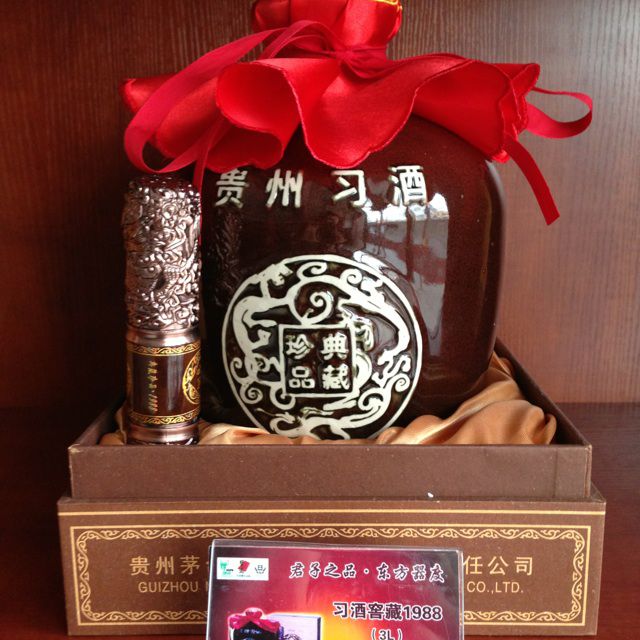 贵州习酒
珍典
品藏
贵州茅
任公司
GUIZHOU
CO.,LTD.
君子之品·东方器度
习酒窖藏1988
(3L)